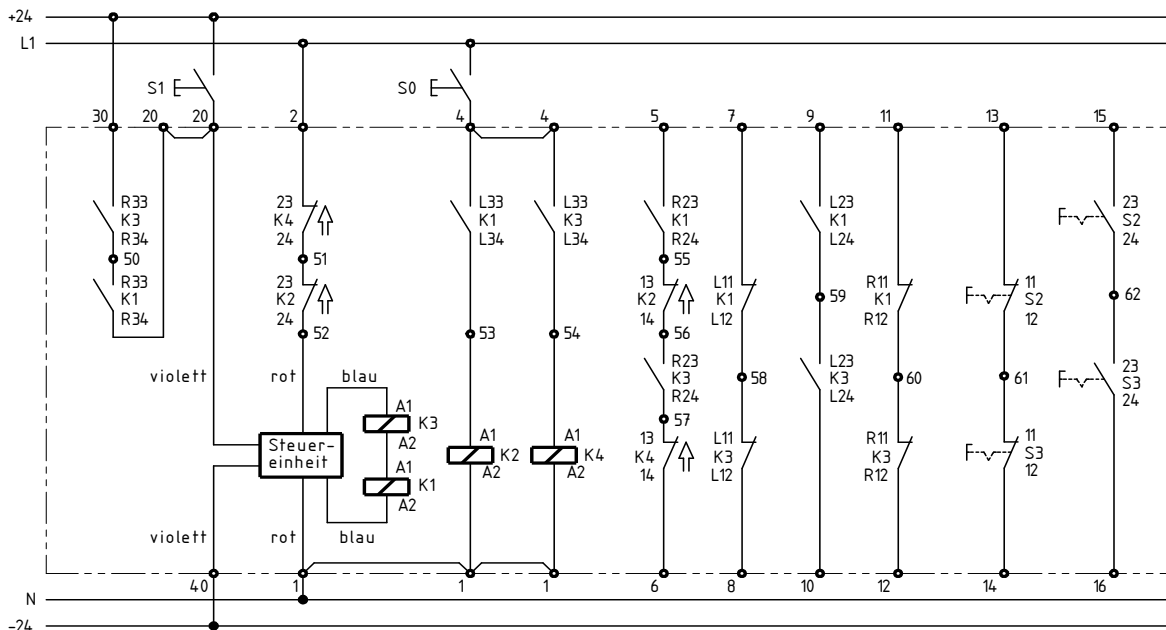 +24
L1
S1
S0
30 20 20 2 4 4 5 7 9 11 13 15
R33
K3
R34
50
R33
K1
R34
23
K4
24
51
23
K2
24
52
L33
K1
L34
53
L33
K3
L34
54
R23
K1
R24
55
13
K2
14
56
R23
K3
R24
57
13
K4
14
L11
K1
L12
58
L11
K3
L12
L23
K1
L24
59
L23
K3
L24
R11
K1
R12
60
R11
K3
R12
11
S2
12
61
11
S3
12
23
S2
24
62
23
S3
24
violett rot blau
Steuer-
einheit
A1
K3
A2
A1
K1
A2
A1
K2
A2
A1
K4
A2
violett rot blau
40 1 1 1 6 8 10 12 14 16
N
-24